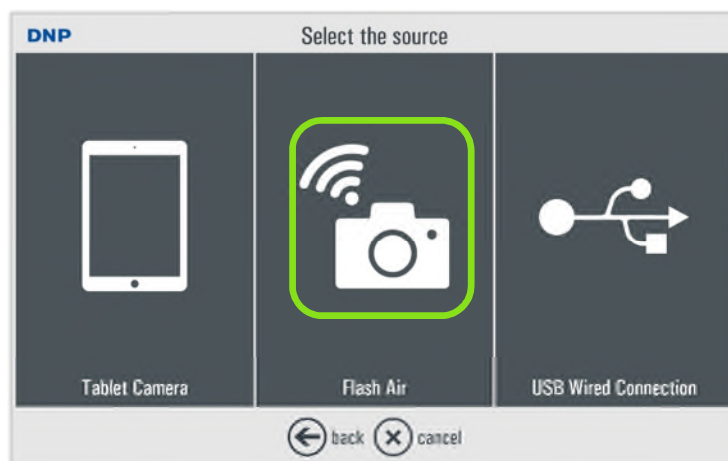 DNP
Select the source
Tablet Camera
Flash Air
USB Wired Connection
back
cancel